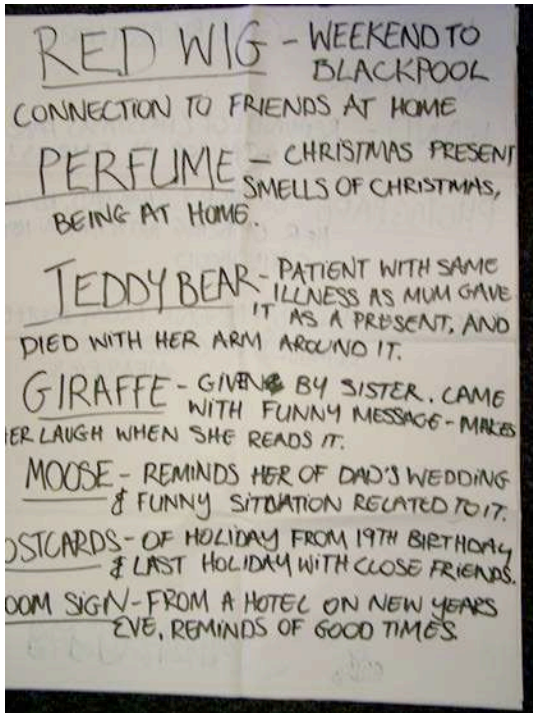 RED WIG - WEEKEND TO
BLACKPOOL
CONNECTION TO FRIENDS AT HOME
PERFUME - CHRISTMAS PRESENT
SMELLS OF CHRISTMAS,
BEING AT HOME.
TEDDY BEAR - PATIENT WITH SAME
ILLNESS AS MUM GAVE
IT AS A PRESENT, AND
DIED WITH HER ARM AROUND IT.
GIRAFFE - GIVEN BY SISTER. CAME
WITH FUNNY MESSAGE - MAKES
ER LAUGH WHEN SHE READS IT.
MOOSE - REMINDS HER OF DAD'S WEDDING
& FUNNY SITUATION RELATED TO IT.
OSTCARDS - OF HOLIDAY FROM 19TH BIRTHDAY
& LAST HOLIDAY WITH CLOSE FRIENDS.
OOM SIGN - FROM A HOTEL ON NEW YEARS
EVE, REMINDS OF GOOD TIMES.